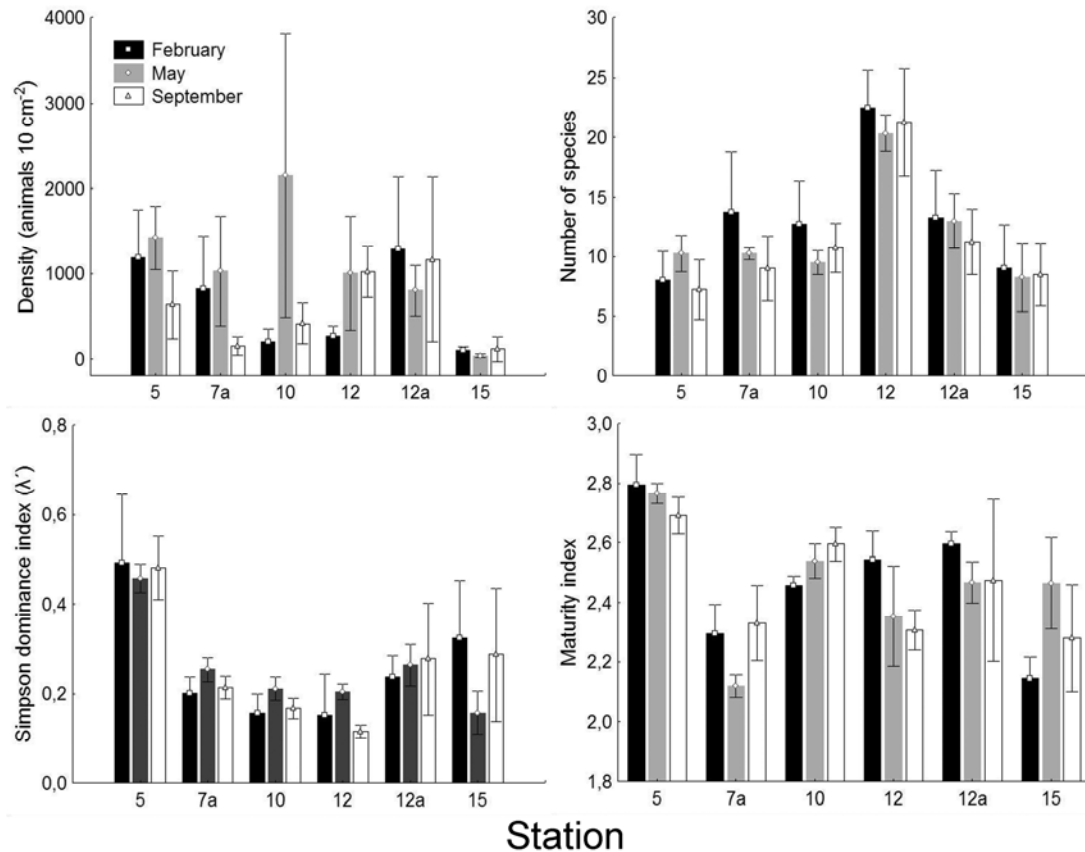 4000
3000
2000
1000
0
Density (animals 10 cm⁻²)
February
May
September
5 7a 10 12 12a 15
30
25
20
15
10
5
0
Number of species
5 7a 10 12 12a 15
0,8
0,6
0,4
0,2
0,0
Simpson dominance index (λ´)
5 7a 10 12 12a 15
3,0
2,8
2,6
2,4
2,2
2,0
1,8
Maturity index
5 7a 10 12 12a 15
Station